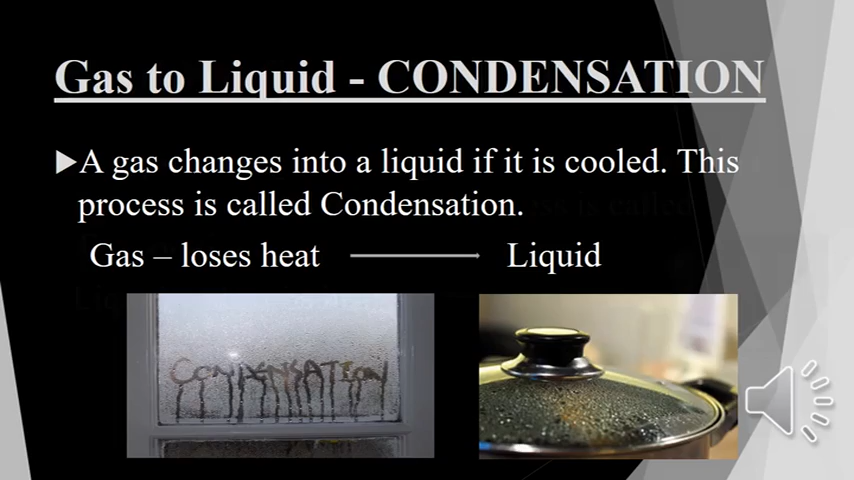 Gas to Liquid - CONDENSATION
A gas changes into a liquid if it is cooled. This
process is called Condensation.
Gas – loses heat Liquid
CONDENSATION